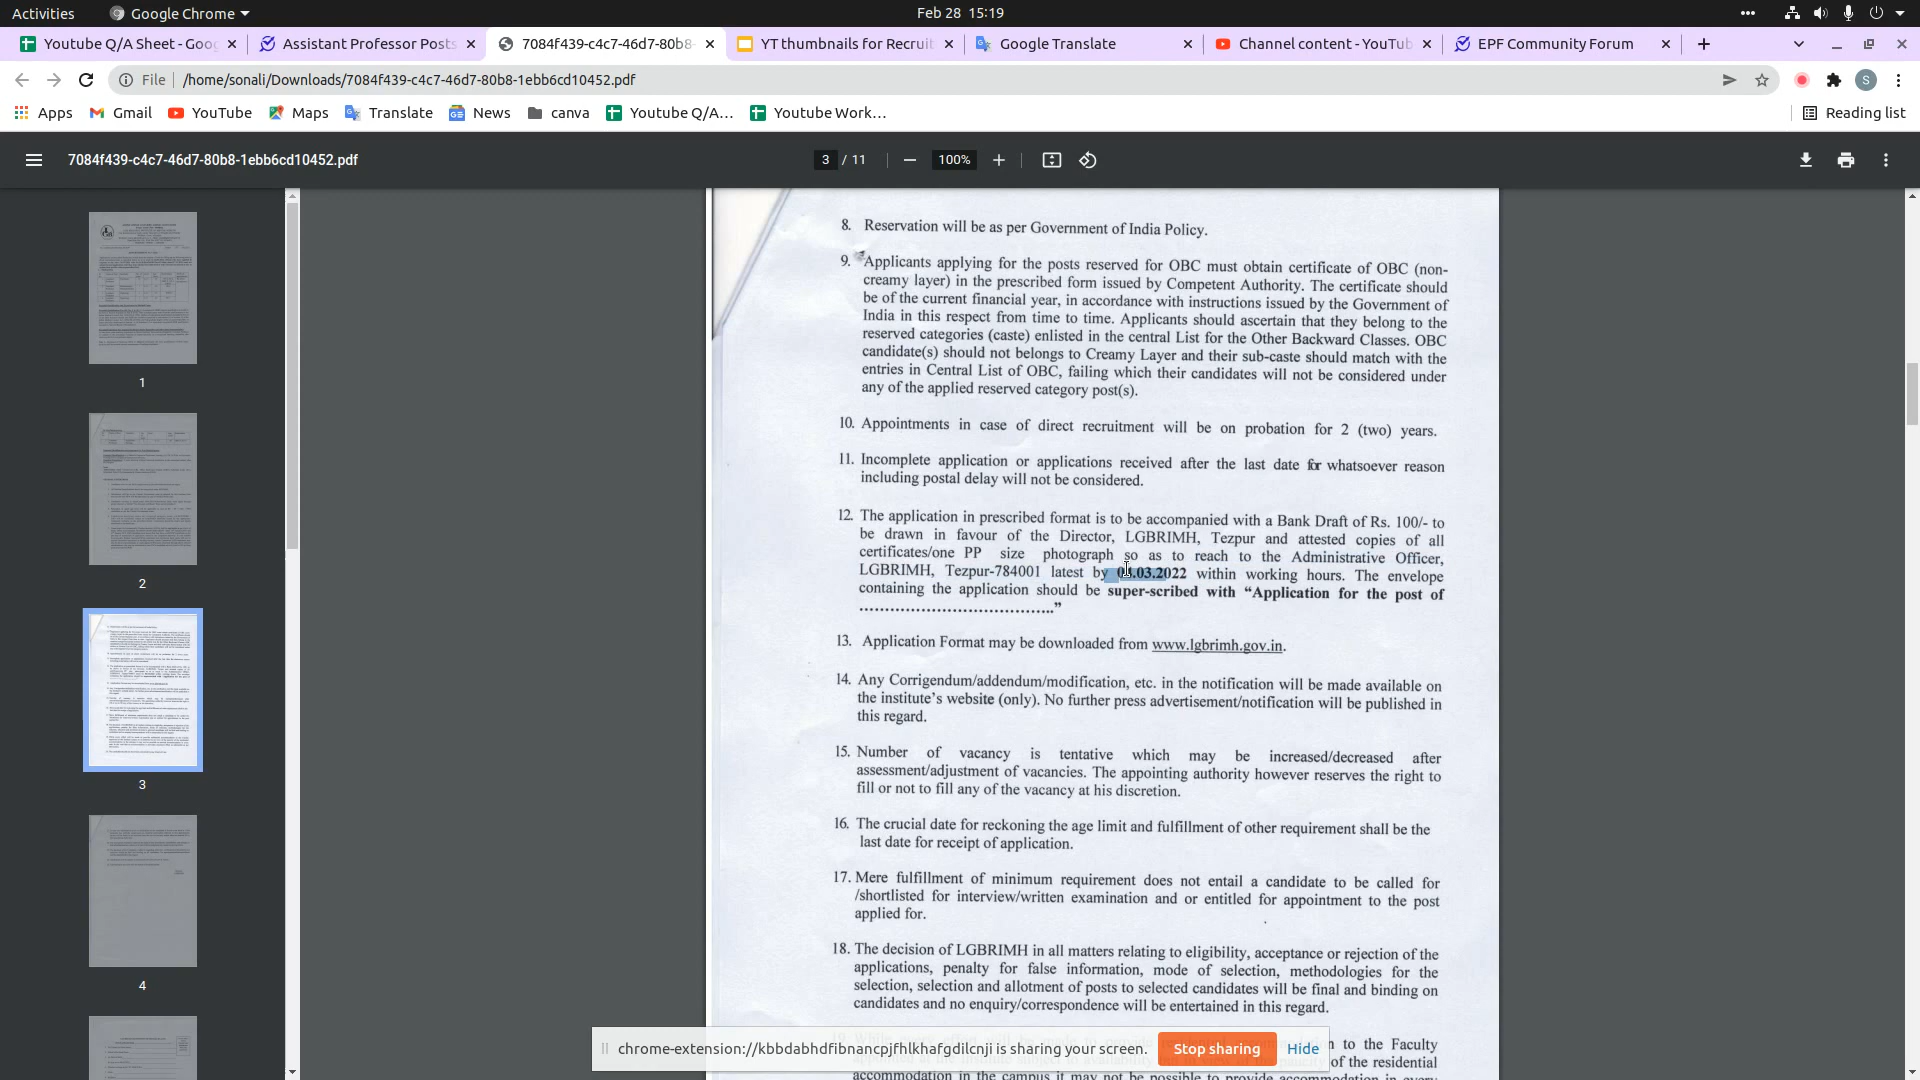 Activities
Google Chrome
Feb 28 15:19
Youtube Q/A Sheet - Goog
Assistant Professor Posts
7084f439-c4c7-46d7-80b8-
YT thumbnails for Recruit
Google Translate
Channel content - YouTub
EPF Community Forum
File
/home/sonali/Downloads/7084f439-c4c7-46d7-80b8-1ebb6cd10452.pdf
S
Apps
Gmail
YouTube
Maps
Translate
News
canva
Youtube Q/A...
Youtube Work...
Reading list
7084f439-c4c7-46d7-80b8-1ebb6cd10452.pdf
3 / 11
100%
1
2
3
4
8. Reservation will be as per Government of India Policy.
9. Applicants applying for the posts reserved for OBC must obtain certificate of OBC (non-
creamy layer) in the prescribed form issued by Competent Authority. The certificate should
be of the current financial year, in accordance with instructions issued by the Government of
India in this respect from time to time. Applicants should ascertain that they belong to the
reserved categories (caste) enlisted in the central List for the Other Backward Classes. OBC
candidate(s) should not belongs to Creamy Layer and their sub-caste should match with the
entries in Central List of OBC, failing which their candidates will not be considered under
any of the applied reserved category post(s).
10. Appointments in case of direct recruitment will be on probation for 2 (two) years.
11. Incomplete application or applications received after the last date for whatsoever reason
including postal delay will not be considered.
12. The application in prescribed format is to be accompanied with a Bank Draft of Rs. 100/- to
be drawn in favour of the Director, LGBRIMH, Tezpur and attested copies of all
certificates/one PP size photograph so as to reach to the Administrative Officer,
LGBRIMH, Tezpur-784001 latest by .03.2022 within working hours. The envelope
containing the application should be super-scribed with “Application for the post of
.....................................”
13. Application Format may be downloaded from www.lgbrimh.gov.in.
14. Any Corrigendum/addendum/modification, etc. in the notification will be made available on
the institute’s website (only). No further press advertisement/notification will be published in
this regard.
15. Number of vacancy is tentative which may be increased/decreased after
assessment/adjustment of vacancies. The appointing authority however reserves the right to
fill or not to fill any of the vacancy at his discretion.
16. The crucial date for reckoning the age limit and fulfillment of other requirement shall be the
last date for receipt of application.
17. Mere fulfillment of minimum requirement does not entail a candidate to be called for
/shortlisted for interview/written examination and or entitled for appointment to the post
applied for.
18. The decision of LGBRIMH in all matters relating to eligibility, acceptance or rejection of the
applications, penalty for false information, mode of selection, methodologies for the
selection, selection and allotment of posts to selected candidates will be final and binding on
candidates and no enquiry/correspondence will be entertained in this regard.
n to the Faculty
of the residential
accommodation in the campus it may not be possible to provide accommodation in every
chrome-extension://kbbdabhdfibnancpjfhlkhafgdilcnji is sharing your screen.
Stop sharing
Hide